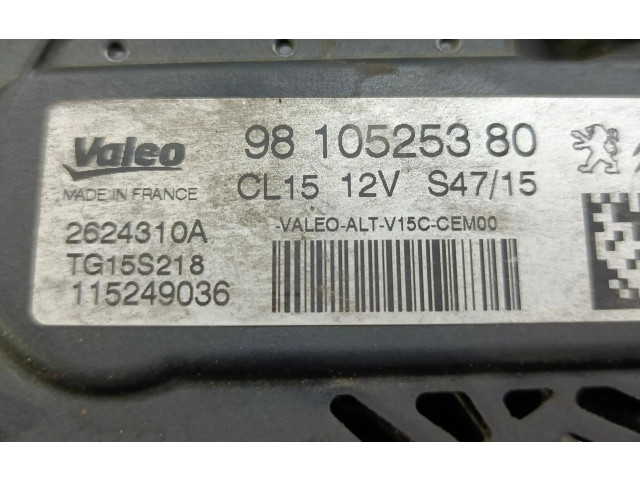 Valeo
98 105253 80
MADE IN FRANCE
CL15 12V S47/15
2624310A
-VALEO-ALT-V15C-CEM00
TG15S218
115249036